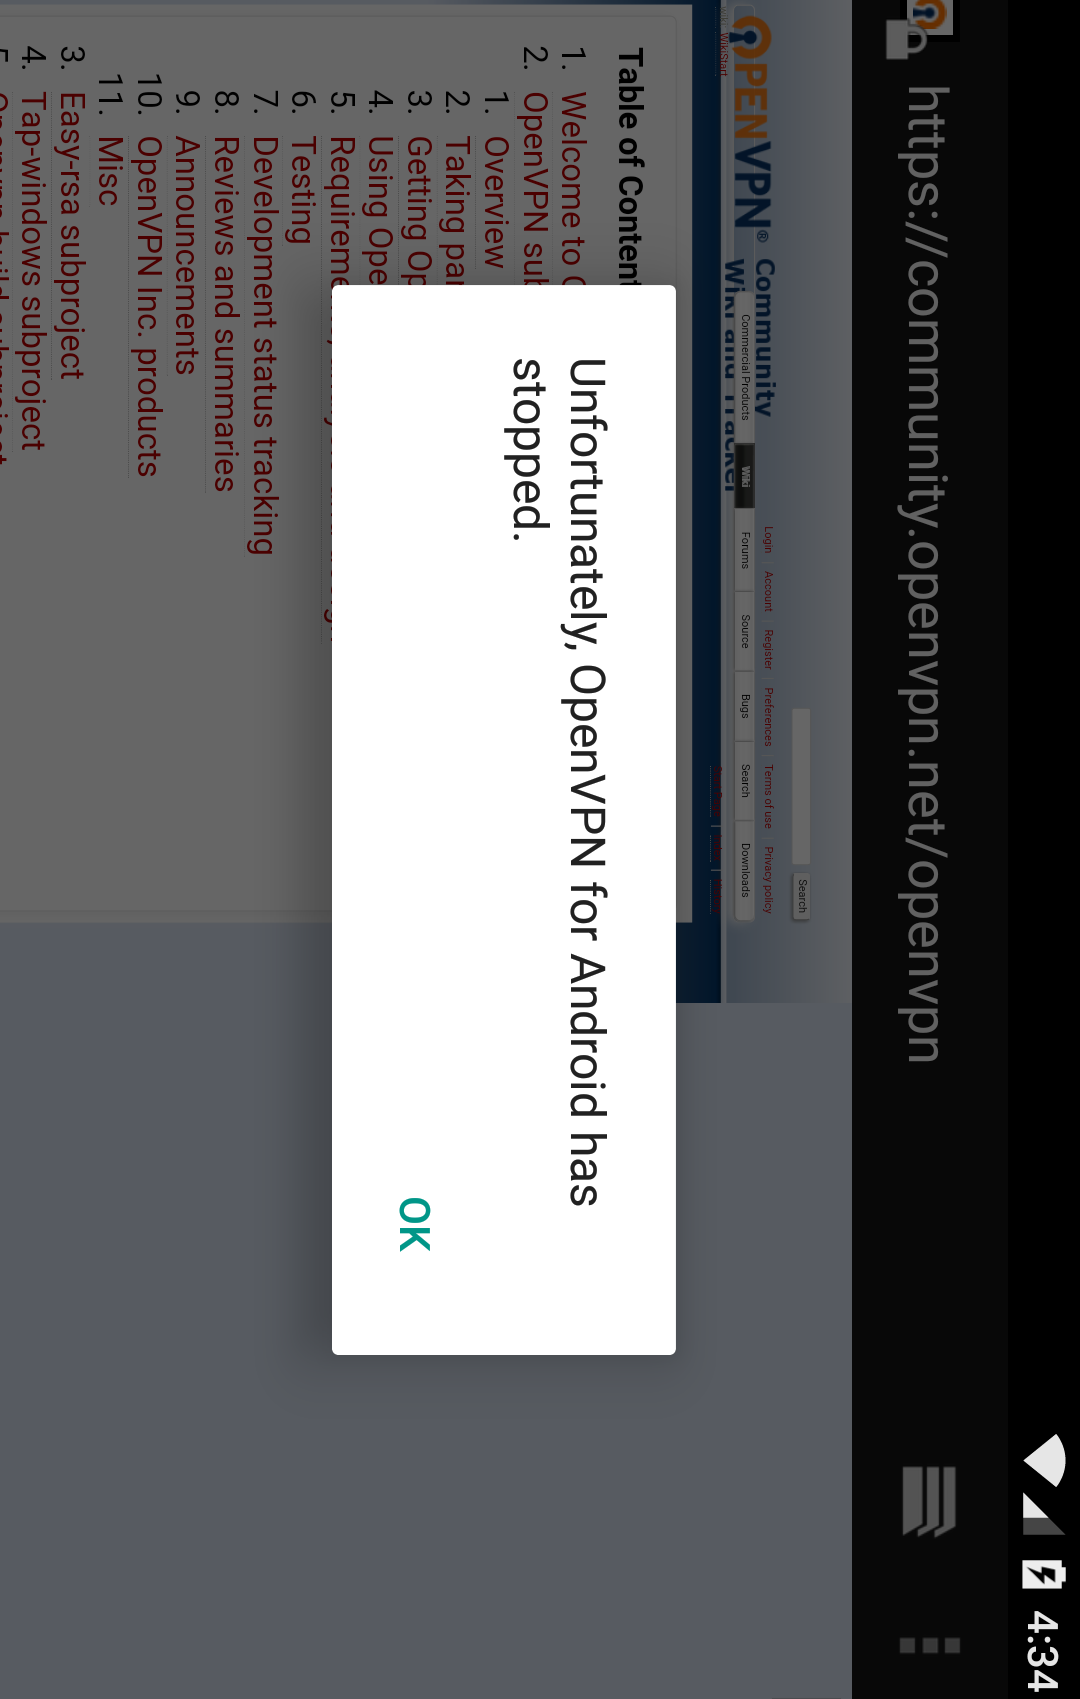 4:34
https://community.openvpn.net/openvpn
Search
OPENVPN® Community
Wiki and Tracker
Login Account Register Preferences Terms of use Privacy policy
Commercial Products Wiki Forums Source Bugs Search Downloads
WikiStart
Table of Content
1. Welcome to
2. OpenVPN sub
1. Overview
2. Taking par
3. Getting Op
4. Using Ope
5. Requireme
6. Testing
7. Development status tracking
8. Reviews and summaries
9. Announcements
10. OpenVPN Inc. products
11. Misc
3. Easy-rsa subproject
4. Tap-windows subproject
Unfortunately, OpenVPN for Android has
stopped.
OK